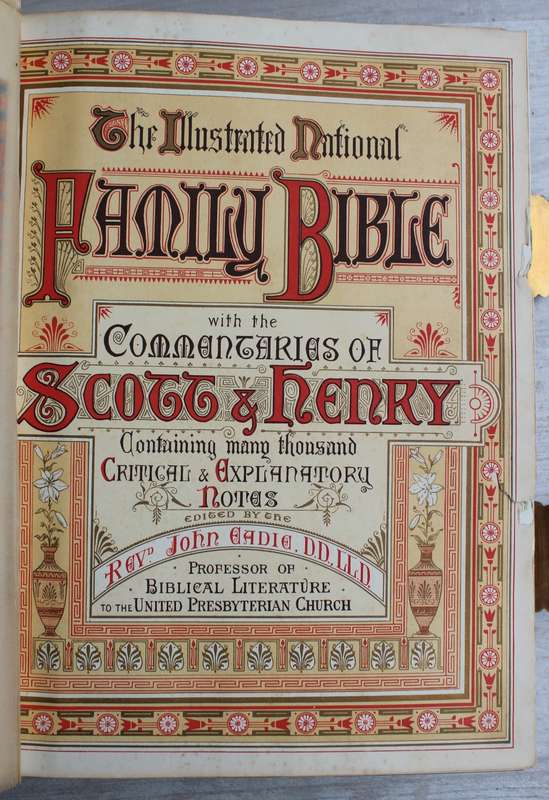 The Illustrated National
FAMILY BIBLE
with the
COMMENTARIES OF
SCOTT & HENRY
Containing many thousand
CRITICAL & EXPLANATORY
NOTES
EDITED BY THE
REVD JOHN EADIE, DD, LLD
· PROFESSOR OF ·
· BIBLICAL LITERATURE ·
TO THE UNITED PRESBYTERIAN CHURCH